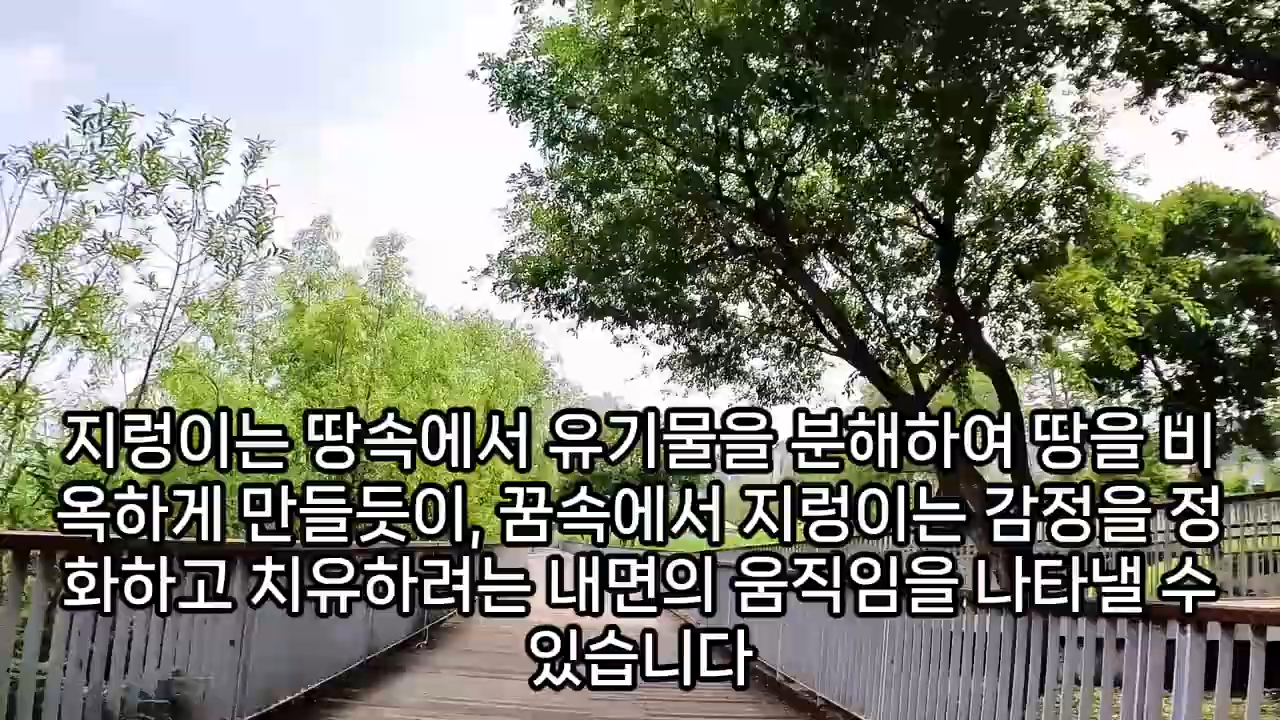 지렁이는 땅속에서 유기물을 분해하여 땅을 비
옥하게 만들듯이, 꿈속에서 지렁이는 감정을 정
화하고 치유하려는 내면의 움직임을 나타낼 수
있습니다